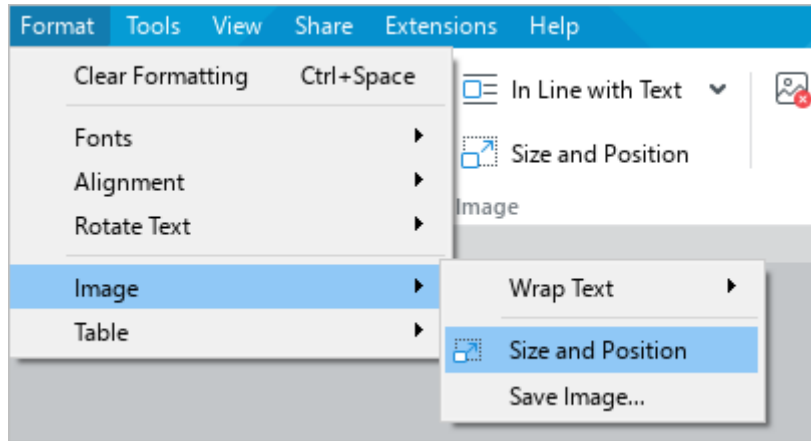 Format Tools View Share Extensions Help
Clear Formatting Ctrl+Space
In Line with Text
Fonts
Size and Position
Alignment
Image
Rotate Text
Image
Wrap Text
Table
Size and Position
Save Image...